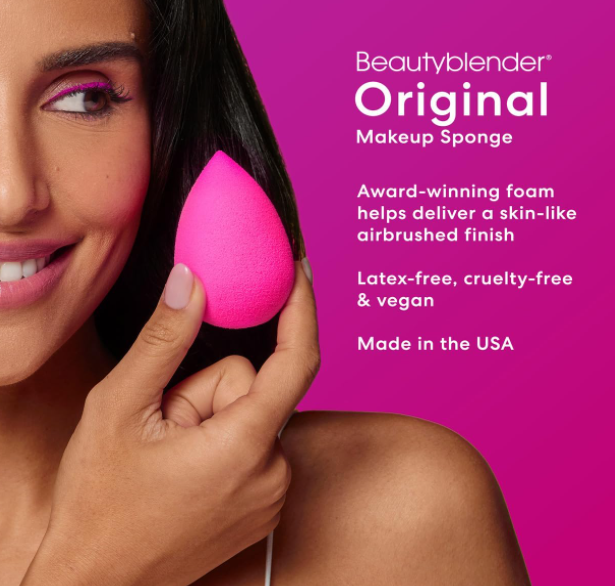 Beautyblender®
Original
Makeup Sponge
Award-winning foam
helps deliver a skin-like
airbrushed finish
Latex-free, cruelty-free
& vegan
Made in the USA